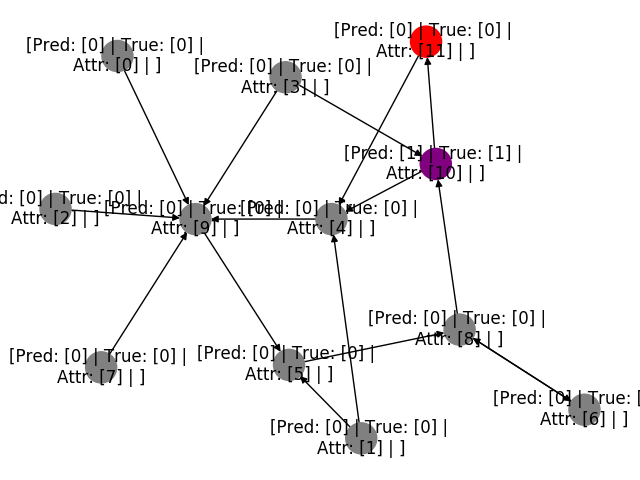 [Pred: [0] | True: [0] |
Attr: [11] | ]
[Pred: [0] | True: [0] |
Attr: [0] | ]
[Pred: [0] | True: [0] |
Attr: [3] | ]
[Pred: [1] | True: [1] |
Attr: [10] | ]
d: [0] | True: [0] |
Attr: [2] | ]
[Pred: [0] | True: [0] |
Attr: [9] | ]
[Pred: [0] | True: [0] |
Attr: [4] | ]
[Pred: [0] | True: [0] |
Attr: [8] | ]
[Pred: [0] | True: [0] |
Attr: [7] | ]
[Pred: [0] | True: [0] |
Attr: [5] | ]
[Pred: [0] | True: [
Attr: [6] | ]
[Pred: [0] | True: [0] |
Attr: [1] | ]